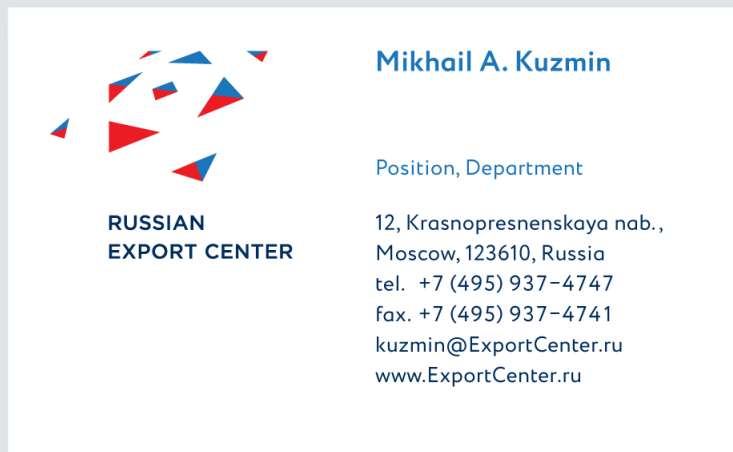 Mikhail A. Kuzmin
Position, Department
RUSSIAN
EXPORT CENTER
12, Krasnopresnenskaya nab.,
Moscow, 123610, Russia
tel. +7 (495) 937-4747
fax. +7 (495) 937-4741
kuzmin@ExportCenter.ru
www.ExportCenter.ru